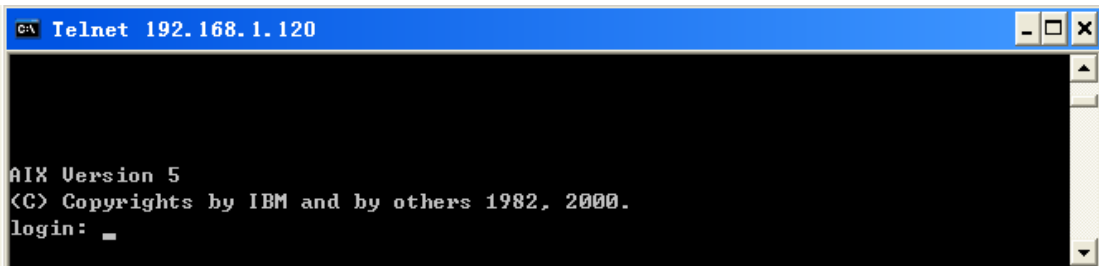 C:\ Telnet 192.168.1.120
AIX Version 5
(C) Copyrights by IBM and by others 1982, 2000.
login: _